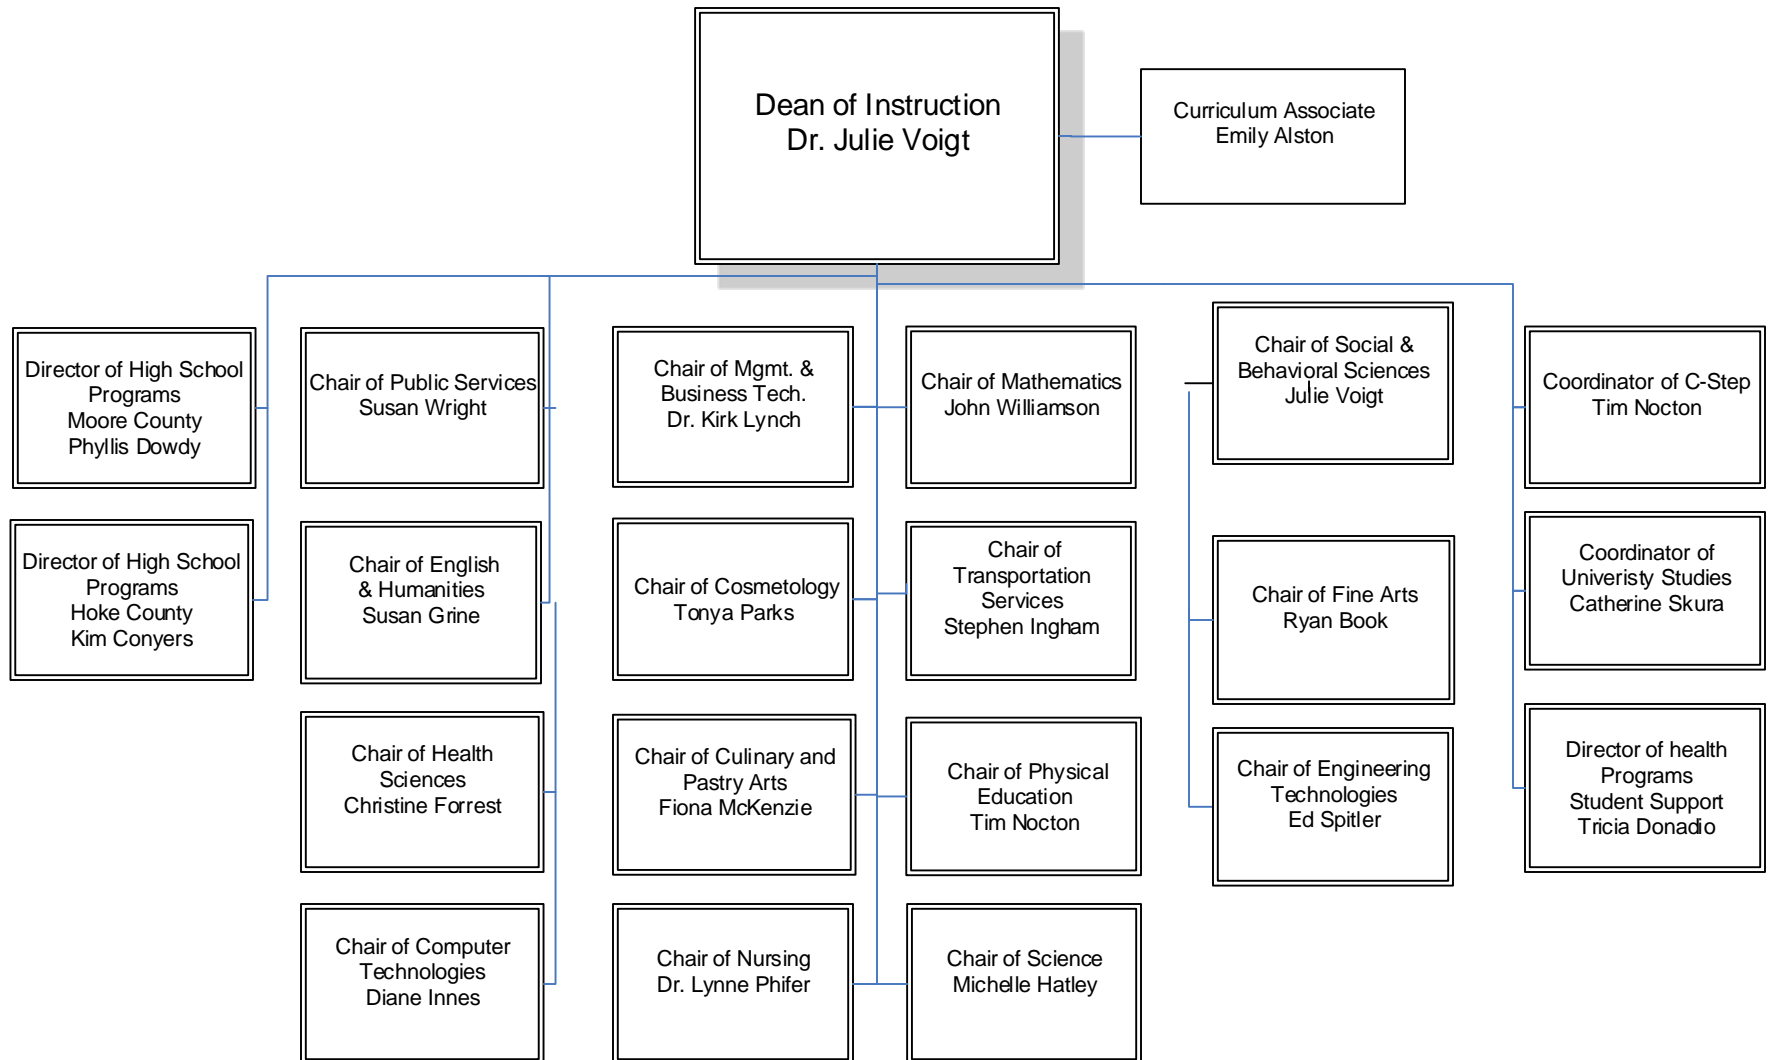 Dean of Instruction
Dr. Julie Voigt
Curriculum Associate
Emily Alston
Director of High School
Programs
Moore County
Phyllis Dowdy
Chair of Public Services
Susan Wright
Chair of Mgmt. &
Business Tech.
Dr. Kirk Lynch
Chair of Mathematics
John Williamson
Chair of Social &
Behavioral Sciences
Julie Voigt
Coordinator of C-Step
Tim Nocton
Director of High School
Programs
Hoke County
Kim Conyers
Chair of English
& Humanities
Susan Grine
Chair of Cosmetology
Tonya Parks
Chair of
Transportation
Services
Stephen Ingham
Chair of Fine Arts
Ryan Book
Coordinator of
Univeristy Studies
Catherine Skura
Chair of Health
Sciences
Christine Forrest
Chair of Culinary and
Pastry Arts
Fiona McKenzie
Chair of Physical
Education
Tim Nocton
Chair of Engineering
Technologies
Ed Spitler
Director of health
Programs
Student Support
Tricia Donadio
Chair of Computer
Technologies
Diane Innes
Chair of Nursing
Dr. Lynne Phifer
Chair of Science
Michelle Hatley